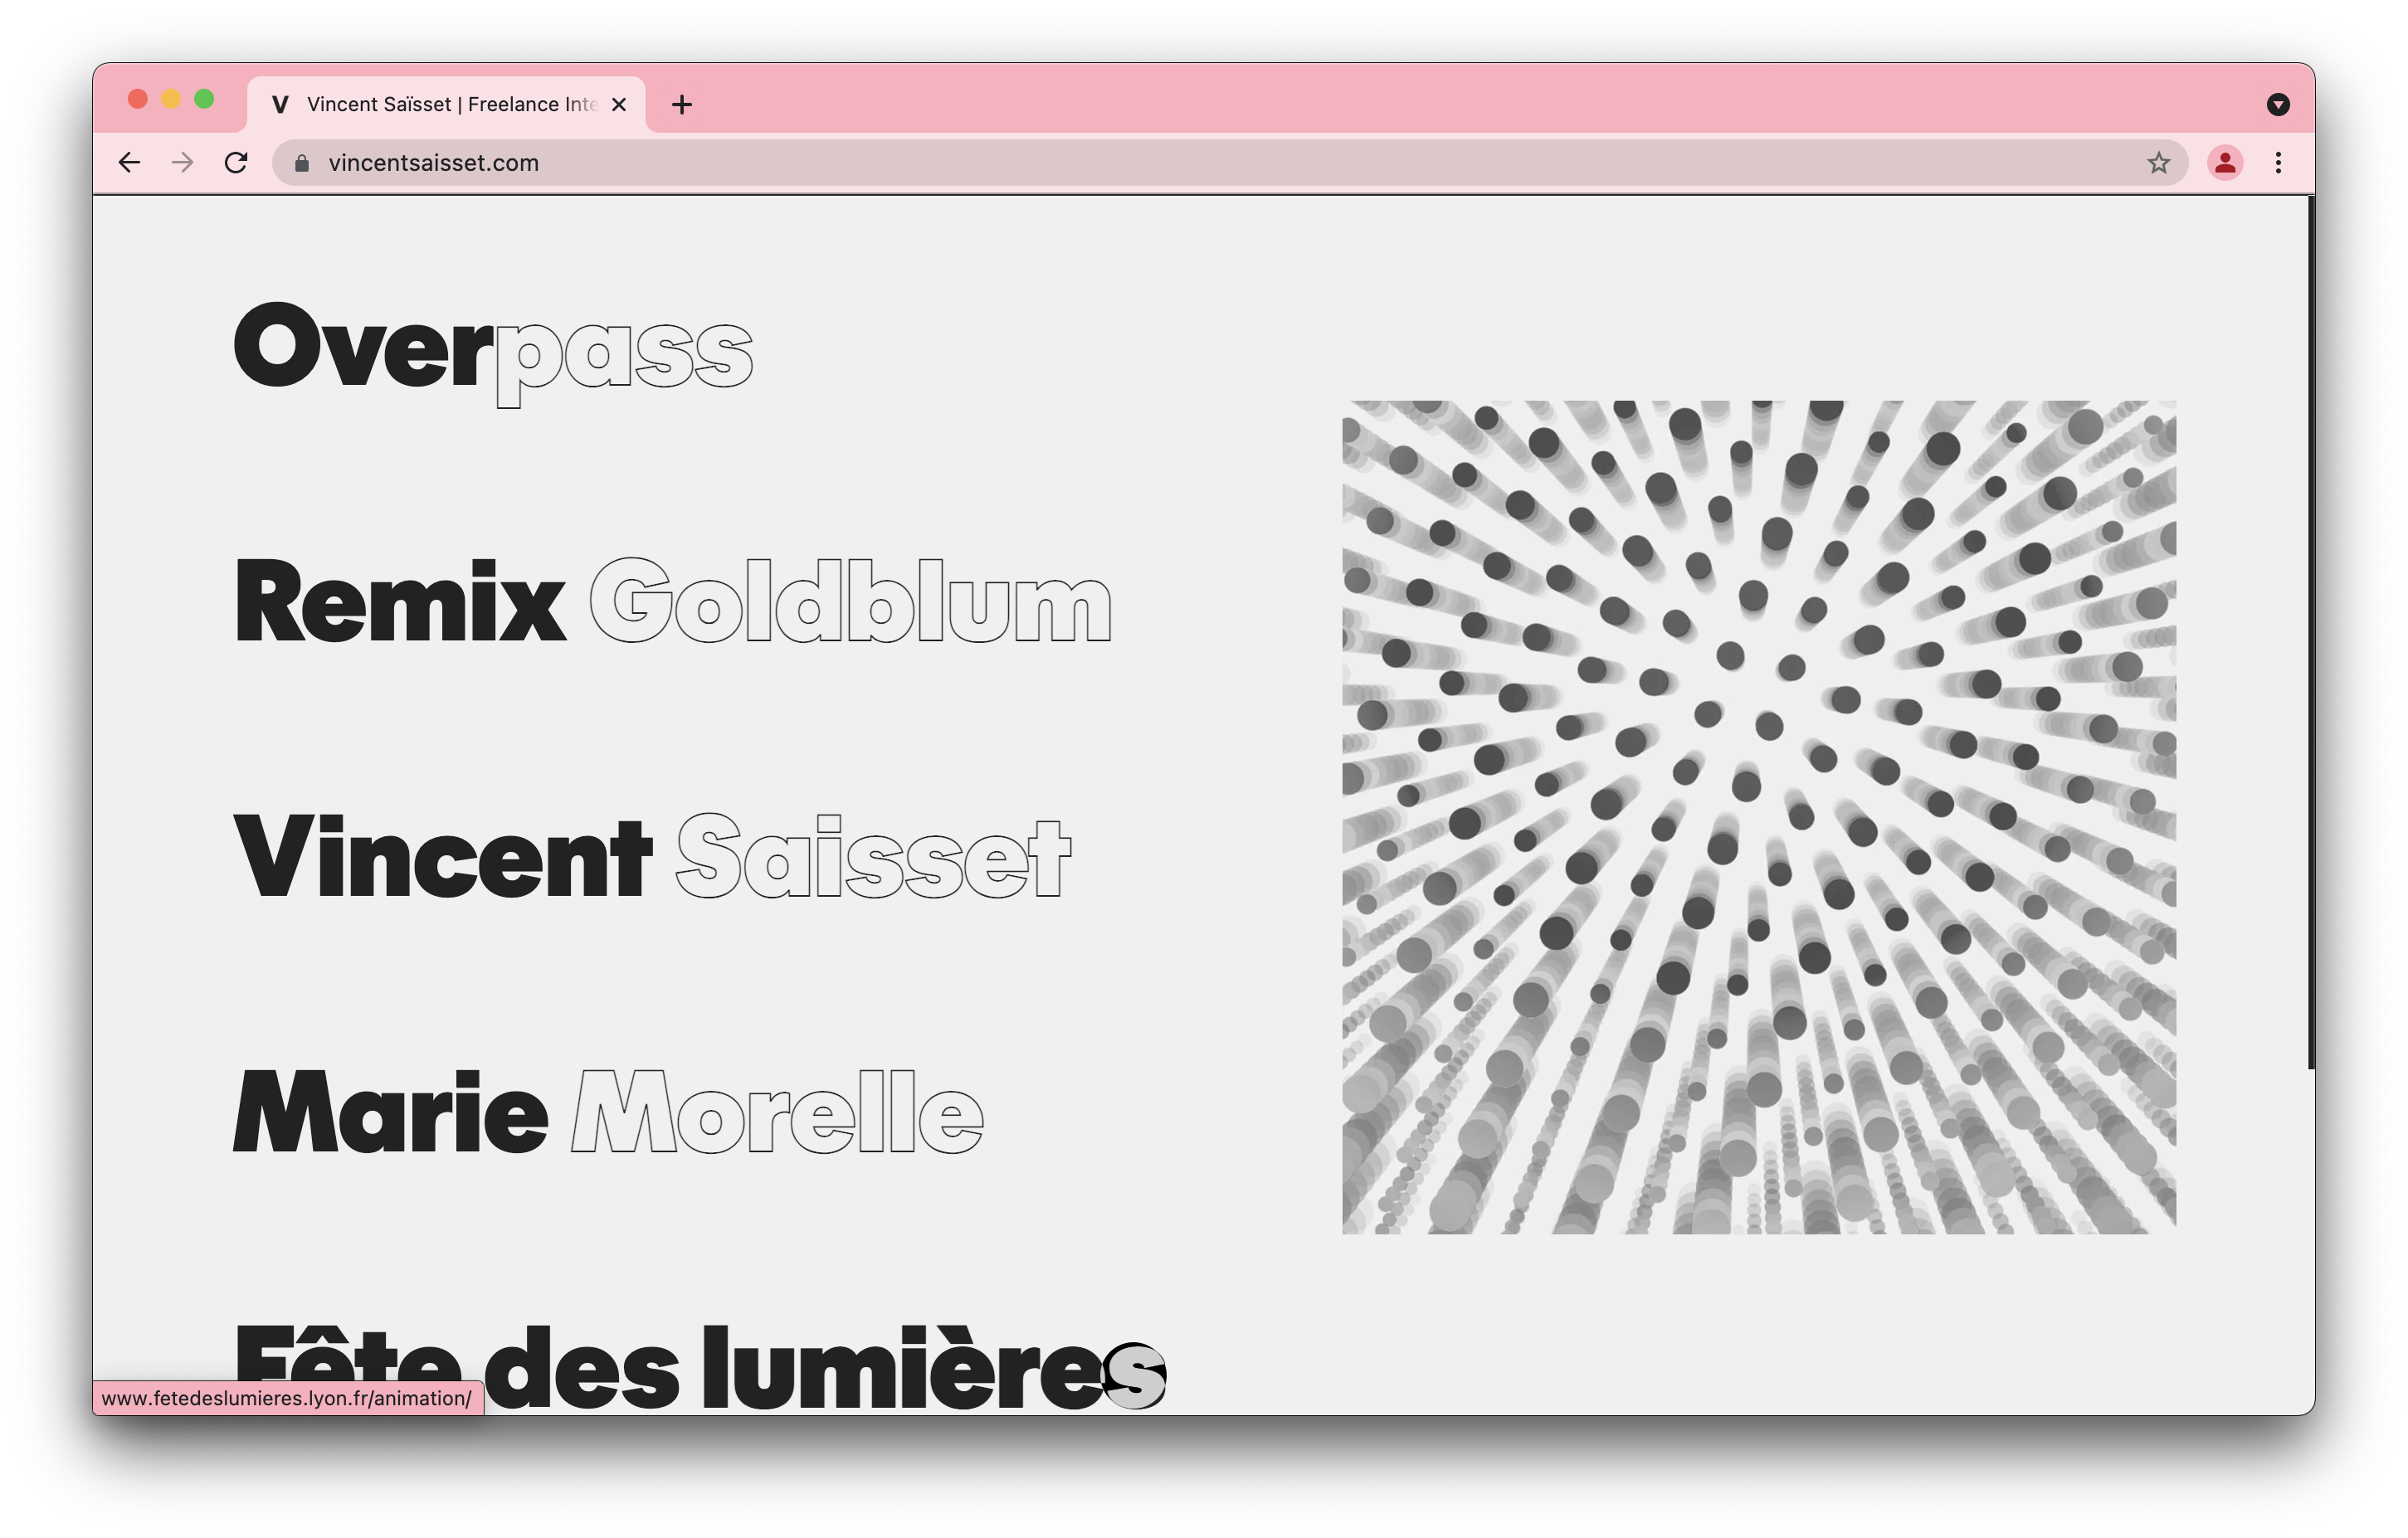 V Vincent Saïsset | Freelance Inte
vincentsaisset.com
Overpass
Remix Goldblum
Vincent Saisset
Marie Morelle
Fête des lumières
www.fetedeslumieres.lyon.fr/animation/